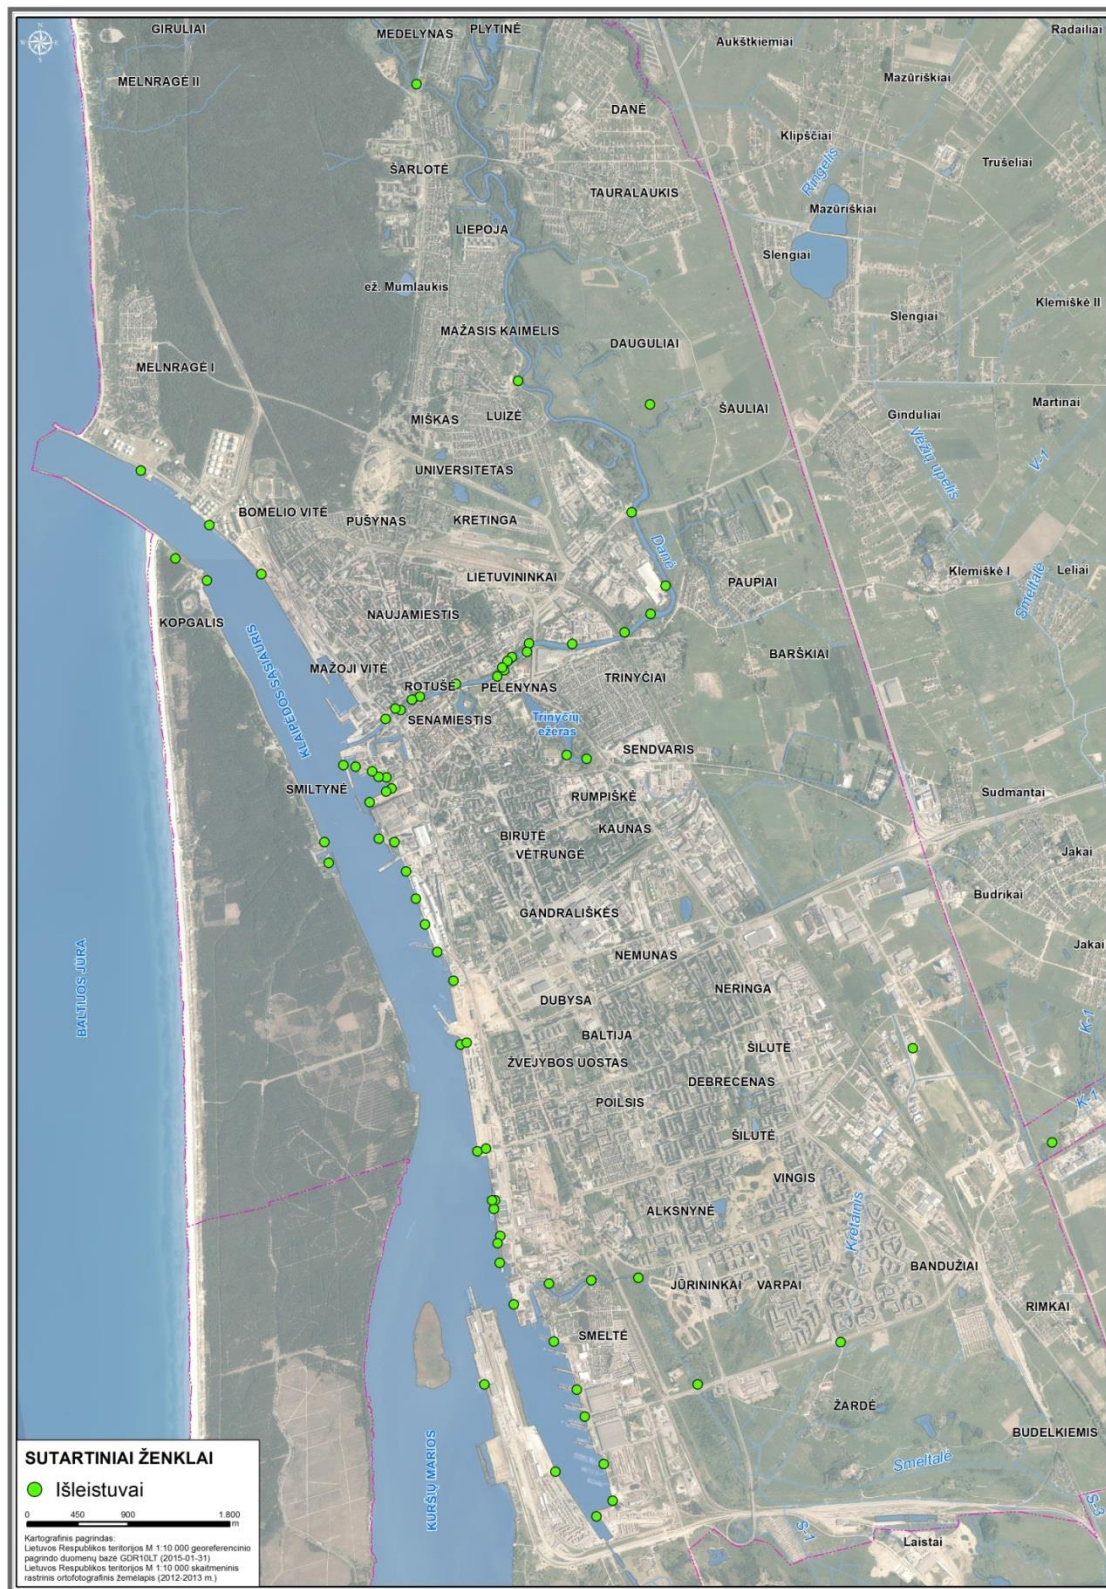 GIRULIAI
MEDELYNAS
PLYTINĖ
Radailiai
Aukštkiemiai
MELNRAGĖ II
Mazūriškiai
DANĖ
Klipščiai
Trušeliai
ŠARLOTĖ
Ringelis
TAURALAUKIS
Mazūriškiai
LIEPOJA
Slengiai
ež. Mumlaukis
Klemiškė II
Slengiai
MAŽASIS KAIMELIS
DAUGULIAI
MELNRAGĖ I
Martinai
ŠAULIAI
LUIZĖ
Ginduliai
MIŠKAS
Vėžių upelis
V-1
UNIVERSITETAS
BOMELIO VITĖ
PUŠYNAS
KRETINGA
Danė
Klemiškė I
Leliai
LIETUVININKAI
PAUPIAI
Smeltalė
NAUJAMIESTIS
KOPGALIS
BARŠKIAI
KLAIPĖDOS SĄSIAURIS
MAŽOJI VITĖ
TRINYČIAI
ROTUŠĖ
PELENYNAS
SENAMIESTIS
Trinyčių
ežeras
SENDVARIS
SMILTYNĖ
RUMPIŠKĖ
Sudmantai
BIRUTĖ
KAUNAS
VĖTRUNGĖ
Jakai
Budrikai
GANDRALIŠKĖS
BALTIJOS JŪRA
NEMUNAS
Jakai
NERINGA
DUBYSA
K-1
BALTIJA
ŠILUTĖ
ŽVEJYBOS UOSTAS
DEBRECENAS
POILSIS
K-1
ŠILUTĖ
VINGIS
ALKSNYNĖ
Kretainis
BANDUŽIAI
JŪRININKAI
VARPAI
RIMKAI
SMELTĖ
ŽARDĖ
BUDELKIEMIS
KURŠIŲ MARIOS
Smeltalė
S-3
S-1
Laistai
SUTARTINIAI ŽENKLAI
Išleistuvai
0 450 900 1.800
m
Kartografinis pagrindas:
Lietuvos Respublikos teritorijos M 1:10 000 georeferencinio
pagrindo duomenų bazė GDR10LT (2015-01-31)
Lietuvos Respublikos teritorijos M 1:10 000 skaitmeninis
rastrinis ortofotografinis žemėlapis (2012-2013 m.)